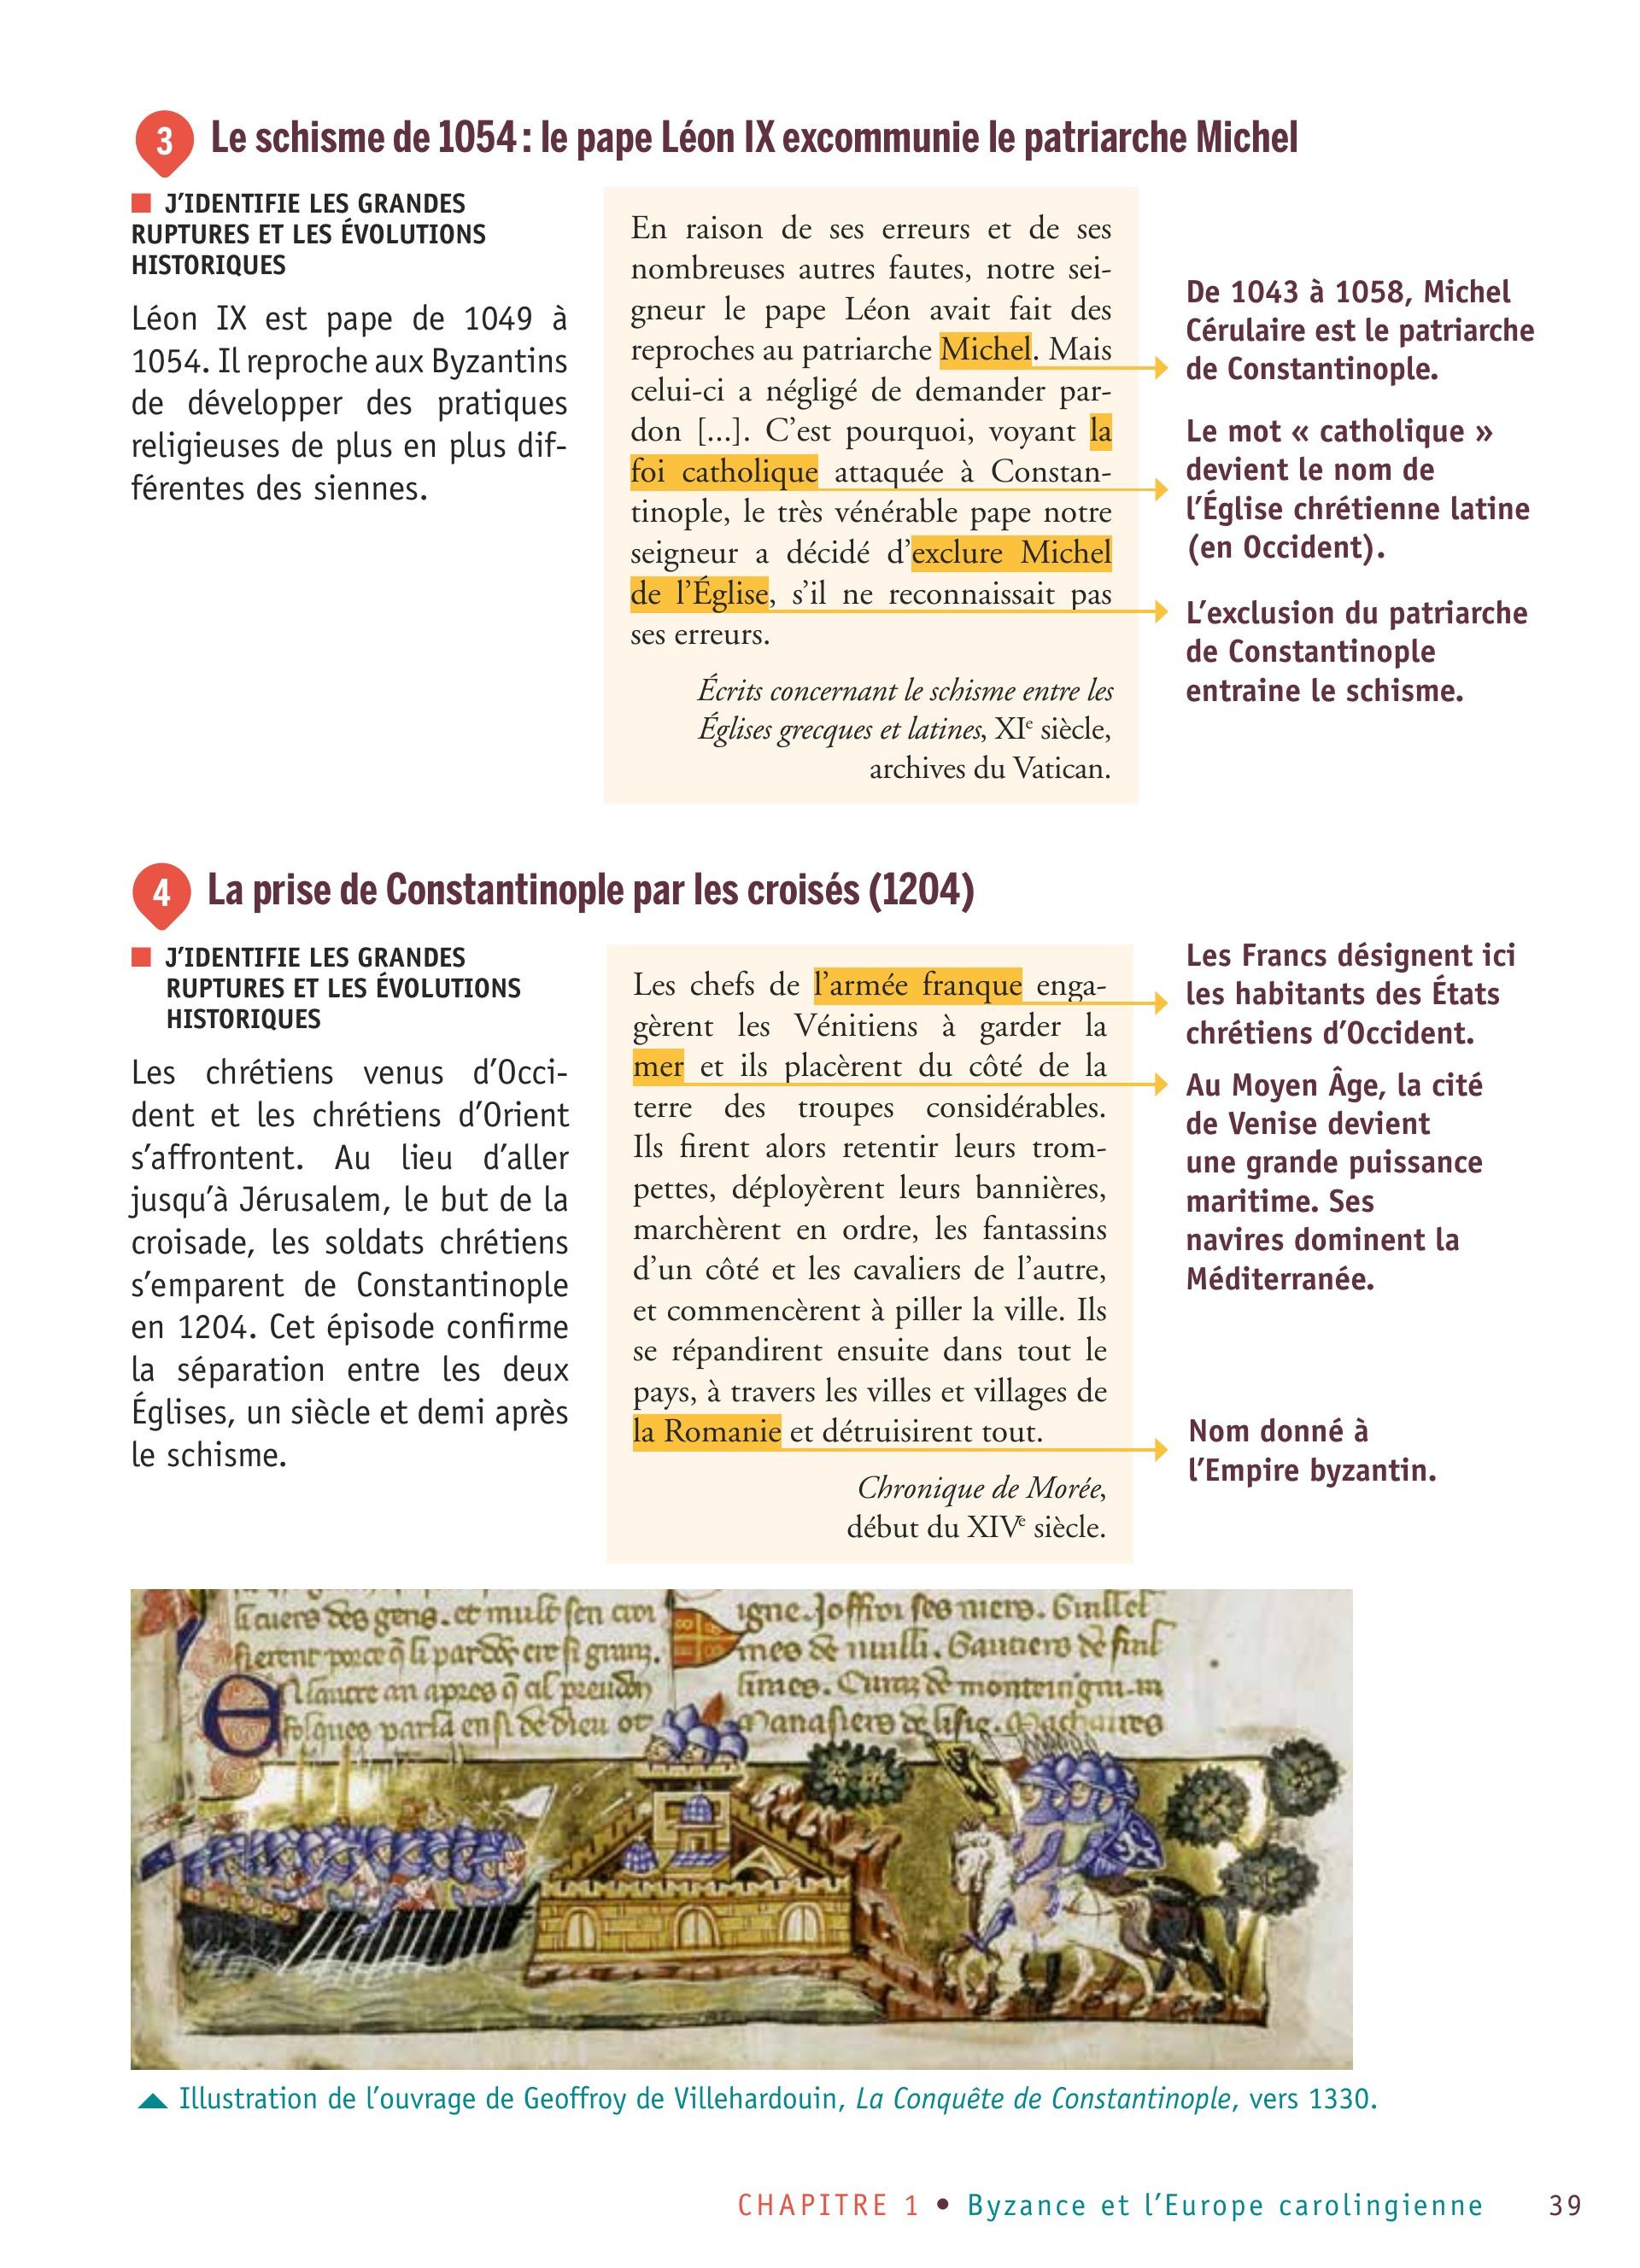 3 Le schisme de 1054 : le pape Léon IX excommunie le patriarche Michel
J'IDENTIFIE LES GRANDES
RUPTURES ET LES ÉVOLUTIONS
HISTORIQUES
Léon IX est pape de 1049 à
1054. Il reproche aux Byzantins
de développer des pratiques
religieuses de plus en plus dif-
férentes des siennes.
En raison de ses erreurs et de ses
nombreuses autres fautes, notre sei-
gneur le pape Léon avait fait des
reproches au patriarche Michel. Mais
celui-ci a négligé de demander par-
don [...]. C'est pourquoi, voyant la
foi catholique attaquée à Constan-
tinople, le très vénérable pape notre
seigneur a décidé d'exclure Michel
de l'Église, s'il ne reconnaissait pas
ses erreurs.
Écrits concernant le schisme entre les
Églises grecques et latines, XIe siècle,
archives du Vatican.
De 1043 à 1058, Michel
Cérulaire est le patriarche
de Constantinople.
Le mot « catholique »
devient le nom de
l'Église chrétienne latine
(en Occident).
L'exclusion du patriarche
de Constantinople
entraine le schisme.
4 La prise de Constantinople par les croisés (1204)
J'IDENTIFIE LES GRANDES
RUPTURES ET LES ÉVOLUTIONS
HISTORIQUES
Les chrétiens venus d'Occi-
dent et les chrétiens d'Orient
s'affrontent. Au lieu d'aller
jusqu'à Jérusalem, le but de la
croisade, les soldats chrétiens
s'emparent de Constantinople
en 1204. Cet épisode confirme
la séparation entre les deux
Églises, un siècle et demi après
le schisme.
Les chefs de l'armée franque enga-
gèrent les Vénitiens à garder la
mer et ils placèrent du côté de la
terre des troupes considérables.
Ils firent alors retentir leurs trom-
pettes, déployèrent leurs bannières,
marchèrent en ordre, les fantassins
d'un côté et les cavaliers de l'autre,
et commencèrent à piller la ville. Ils
se répandirent ensuite dans tout le
pays, à travers les villes et villages de
la Romanie et détruisirent tout.
Chronique de Morée,
début du XIVe siècle.
Les Francs désignent ici
les habitants des États
chrétiens d'Occident.
Au Moyen Âge, la cité
de Venise devient
une grande puissance
maritime. Ses
navires dominent la
Méditerranée.
Nom donné à
l'Empire byzantin.
Illustration de l'ouvrage de Geoffroy de Villehardouin, La Conquête de Constantinople, vers 1330.
CHAPITRE 1 • Byzance et l'Europe carolingienne 39